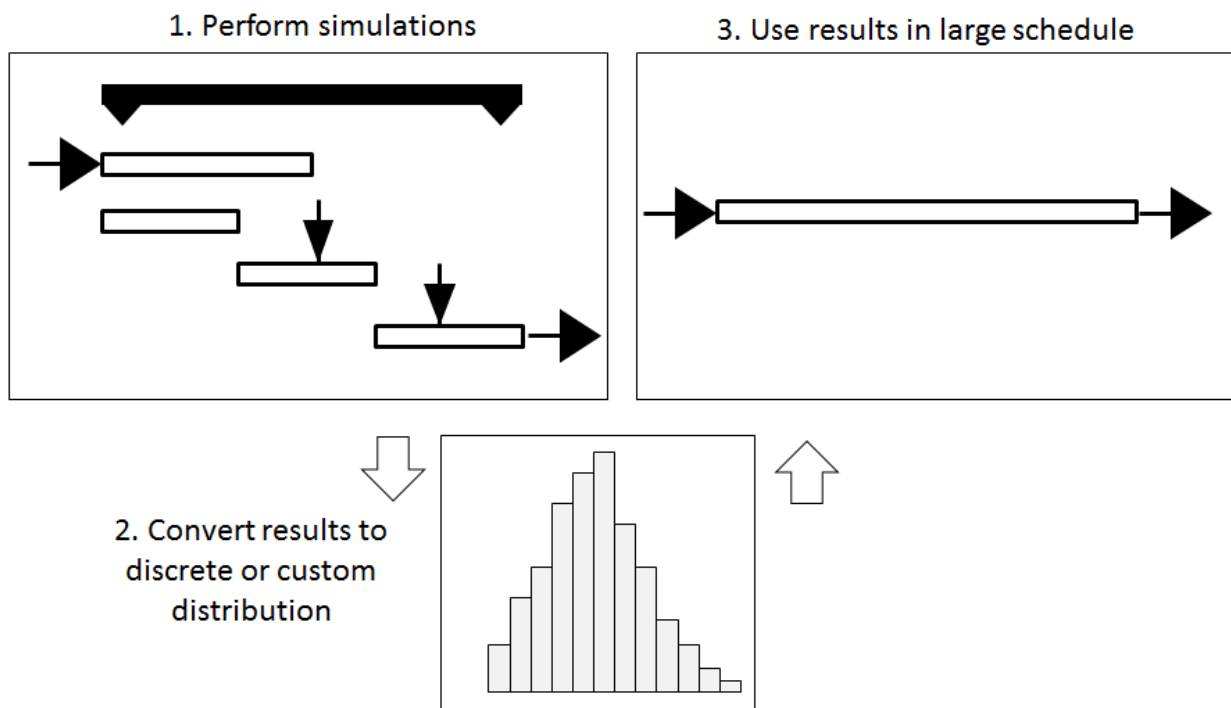 1. Perform simulations
3. Use results in large schedule
2. Convert results to
discrete or custom
distribution